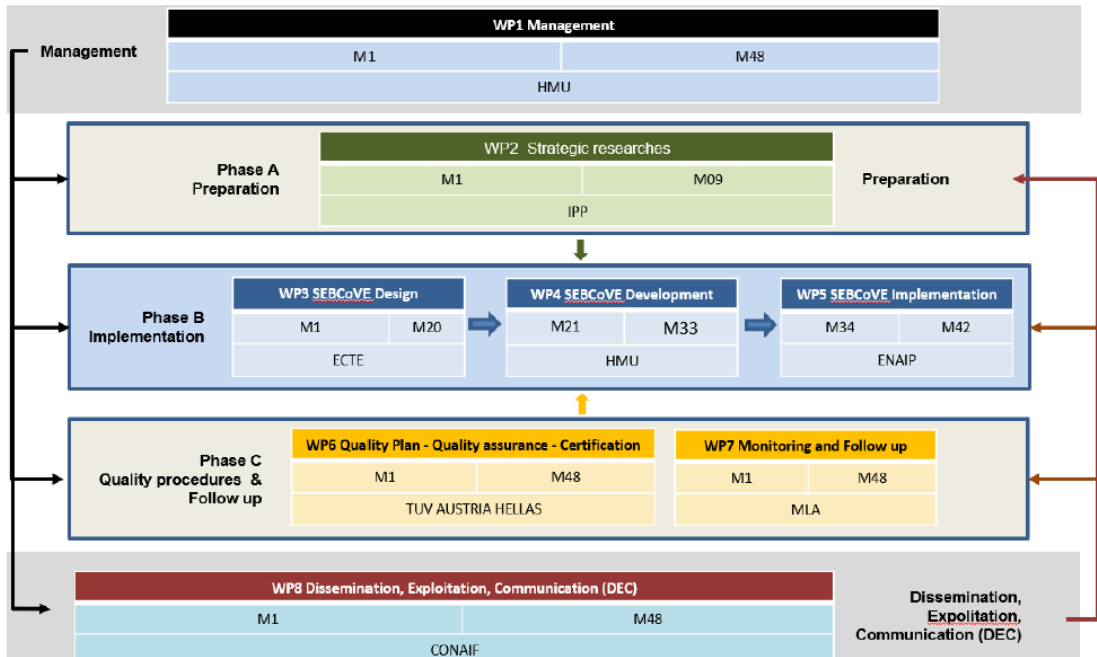 WP1 Management
Management
M1 M48
HMU
WP2 Strategic researches
Phase A
Preparation
M1 M09
Preparation
IPP
WP3 SEBCoVE Design
WP4 SEBCoVE Development
WP5 SEBCoVE Implementation
Phase B
Implementation
M1 M20
M21 M33
M34 M42
ECTE
HMU
ENAIP
WP6 Quality Plan - Quality assurance - Certification
WP7 Monitoring and Follow up
Phase C
Quality procedures &
Follow up
M1 M48
M1 M48
TUV AUSTRIA HELLAS
MLA
WP8 Dissemination, Exploitation, Communication (DEC)
M1 M48
CONAIF
Dissemination,
Expolitation,
Communication (DEC)